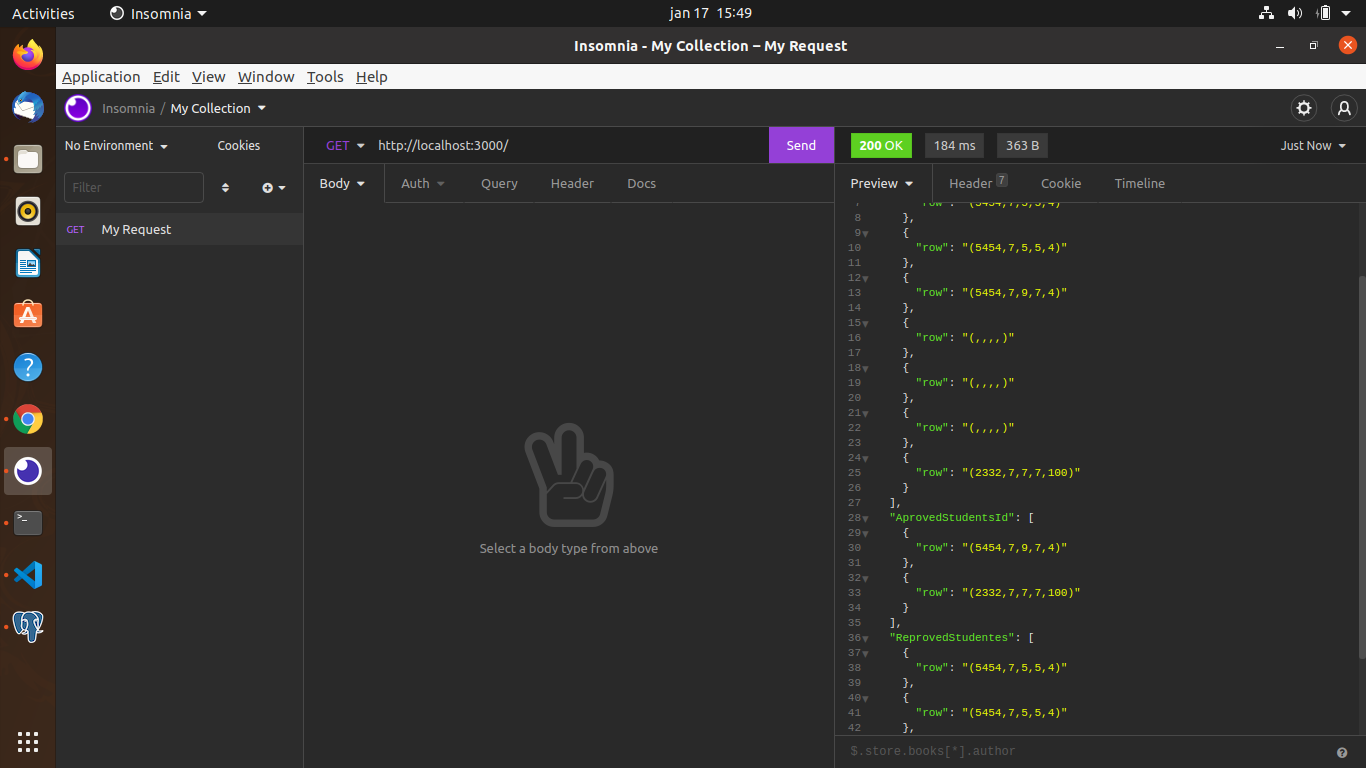 Activities Insomnia jan 17 15:49
Insomnia - My Collection – My Request
Application Edit View Window Tools Help
Insomnia / My Collection
No Environment Cookies GET http://localhost:3000/ Send 200 OK 184 ms 363 B Just Now
Filter Body Auth Query Header Docs Preview Header 7 Cookie Timeline
GET My Request
7 "row": "(5454,7,5,5,4)"
8 },
9 {
10 "row": "(5454,7,5,5,4)"
11 },
12 {
13 "row": "(5454,7,9,7,4)"
14 },
15 {
16 "row": "(,,,,)"
17 },
18 {
19 "row": "(,,,,)"
20 },
21 {
22 "row": "(,,,,)"
23 },
24 {
25 "row": "(2332,7,7,7,100)"
26 }
27 ],
28 "AprovedStudentsId": [
29 {
30 "row": "(5454,7,9,7,4)"
31 },
32 {
33 "row": "(2332,7,7,7,100)"
34 }
35 ],
36 "ReprovedStudentes": [
37 {
38 "row": "(5454,7,5,5,4)"
39 },
40 {
41 "row": "(5454,7,5,5,4)"
42 },
Select a body type from above
$.store.books[*].author